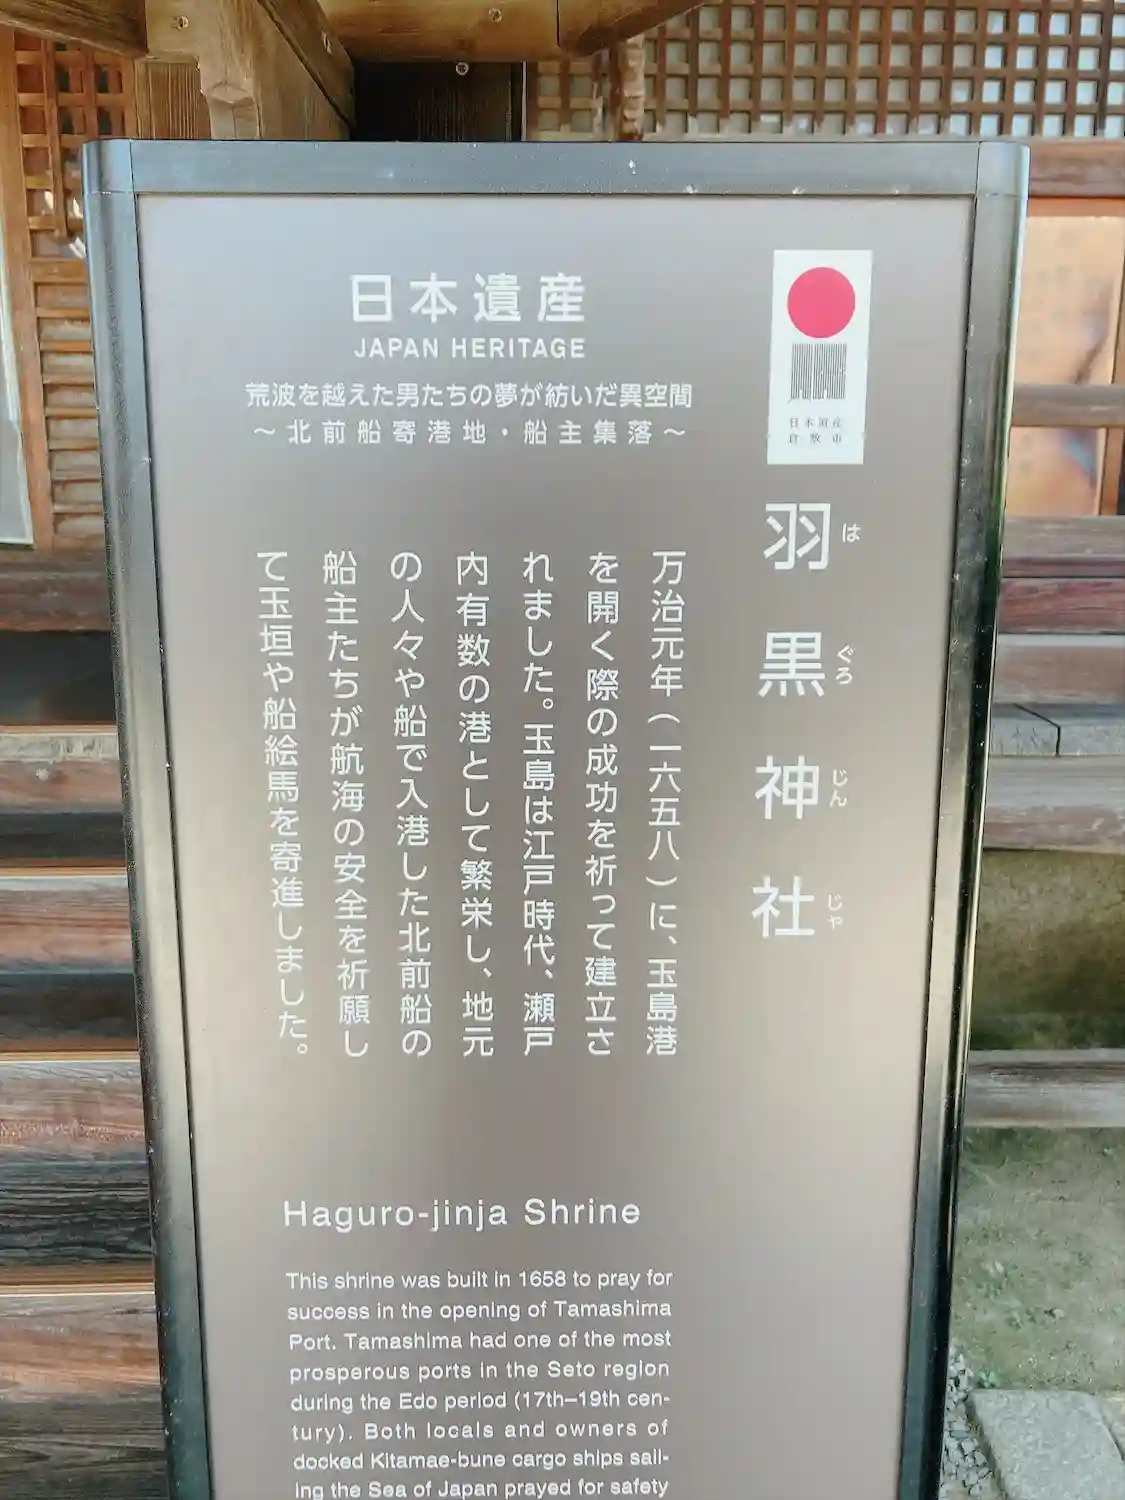 日本遺産
JAPAN HERITAGE
荒波を越えた男たちの夢が紡いだ異空間
～北前船寄港地・船主集落～
日本遺産
倉敷市
羽黒神社
は
ぐろ
じん
じゃ
万治元年(一六五八)に、玉島港
を開く際の成功を祈って建立さ
れました。玉島は江戸時代、瀬戸
内有数の港として繁栄し、地元
の人々や船で入港した北前船の
船主たちが航海の安全を祈願し
て玉垣や船絵馬を寄進しました。
Haguro-jinja Shrine
This shrine was built in 1658 to pray for
success in the opening of Tamashima
Port. Tamashima had one of the most
prosperous ports in the Seto region
during the Edo period (17th–19th cen-
tury). Both locals and owners of
docked Kitamae-bune cargo ships sail-
ing the Sea of Japan prayed for safety